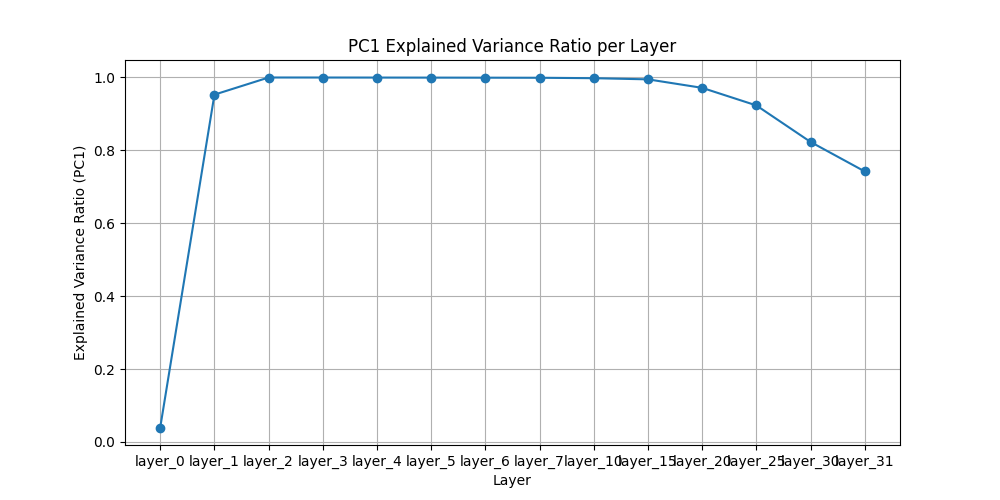 PC1 Explained Variance Ratio per Layer
Explained Variance Ratio (PC1)
1.0
0.8
0.6
0.4
0.2
0.0
layer_0 layer_1 layer_2 layer_3 layer_4 layer_5 layer_6 layer_7 layer_10 layer_15 layer_20 layer_25 layer_30 layer_31
Layer